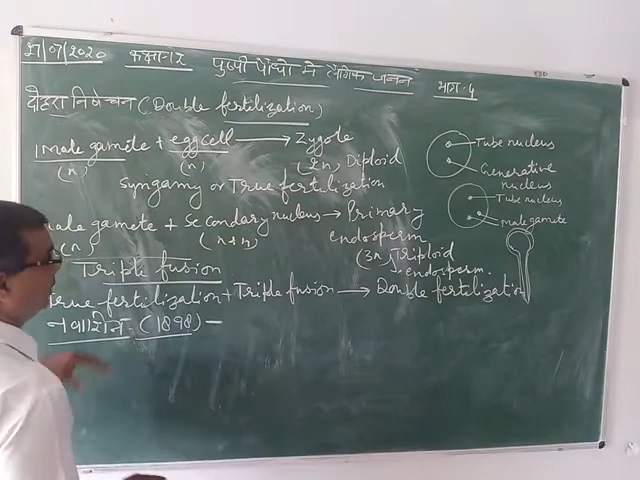 27/07/2020 कक्षा-12 पुष्पी पौधो मे लैंगिक जनन भाग-4
दोहरा निषेचन (Double fertilization)
1 Male gamite + egg cell → Zygote
(n) (n) (2n) Diploid
Syngamy or True fertilization
male gamete + Secondary nucleus → Primary
(n) (n+n) endosperm
(3n) Triploid
endosperm.
Triple fusion
True fertilization + Triple fusion → Double fertilization
नवाशीन - (1898) -
Tube nucleus
Generative
nucleus
Tube nucleus
male gamite